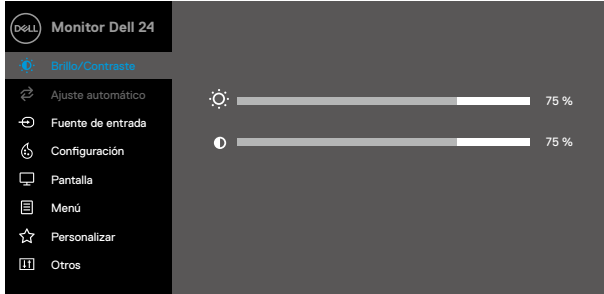 DELL Monitor Dell 24
Brillo/Contraste
Ajuste automático
75 %
Fuente de entrada
75 %
Configuración
Pantalla
Menú
Personalizar
Otros